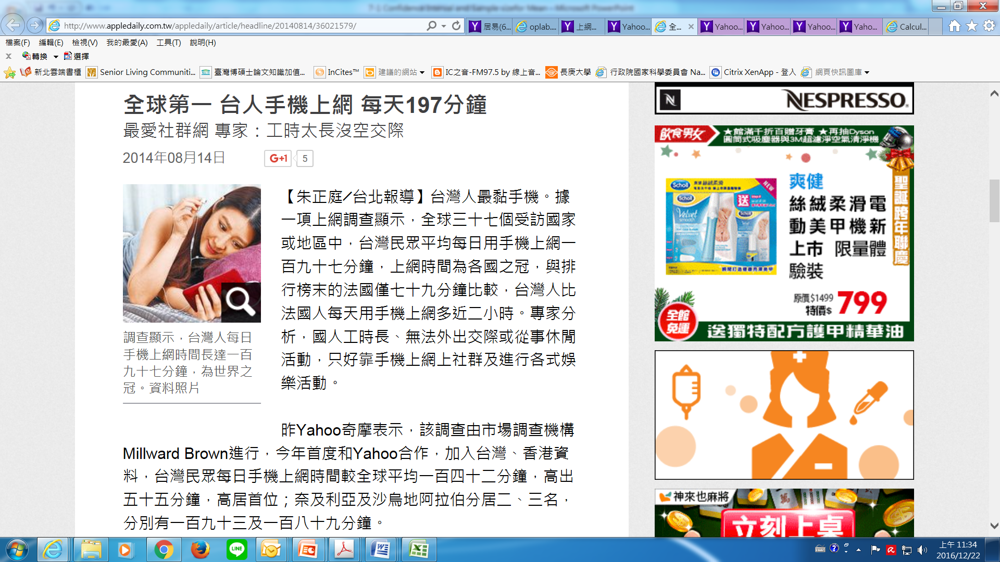 7-1 Confidence Interval and Sample size for Mean - Microsoft PowerPoint
http://www.appledaily.com.tw/appledaily/article/headline/20140814/36021579/
居易(6...
oplab....
上網...
Yahoo...
全...
Yahoo...
Yahoo...
Yahoo...
Yaho...
Calcul...
檔案(F) 編輯(E) 檢視(V) 我的最愛(A) 工具(T) 說明(H)
x 轉換 選擇
新北雲端書櫃
Senior Living Communiti...
臺灣博碩士論文知識加值...
InCites™
建議的網站
IC之音-FM97.5 by 線上音...
長庚大學
行政院國家科學委員會 Na...
Citrix XenApp - 登入
網頁快訊圖庫
全球第一 台人手機上網 每天197分鐘
最愛社群網 專家：工時太長沒空交際
2014年08月14日
G+1 5
【朱正庭╱台北報導】台灣人最黏手機。據
一項上網調查顯示，全球三十七個受訪國家
或地區中，台灣民眾平均每日用手機上網一
百九十七分鐘，上網時間為各國之冠，與排
行榜末的法國僅七十九分鐘比較，台灣人比
法國人每天用手機上網多近二小時。專家分
析，國人工時長、無法外出交際或從事休閒
活動，只好靠手機上網上社群及進行各式娛
樂活動。
調查顯示，台灣人每日
手機上網時間長達一百
九十七分鐘，為世界之
冠。資料照片
昨Yahoo奇摩表示，該調查由市場調查機構
Millward Brown進行，今年首度和Yahoo合作，加入台灣、香港資
料，台灣民眾每日手機上網時間較全球平均一百四十二分鐘，高出
五十五分鐘，高居首位；奈及利亞及沙烏地阿拉伯分居二、三名，
分別有一百九十三及一百八十九分鐘。
N NESPRESSO.
飲食男女
★館滿千折百贈牙膏 ★再抽Dyson
圓筒式吸塵器與3M超濾淨空氣清淨機
聖誕跨年聯慶
Scholl
NEW
Scholl
送
Velvet
smooth
爽健
絲絨柔滑電
動美甲機新
上市 限量體
驗裝
原價$1499
特價$ 799
全館
免運
送獨特配方護甲精華油
神來也麻將
立刻上桌
LINE
上午 11:34
2016/12/22